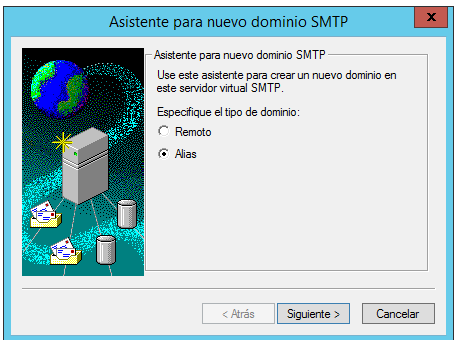 Asistente para nuevo dominio SMTP
x
Asistente para nuevo dominio SMTP
Use este asistente para crear un nuevo dominio en
este servidor virtual SMTP.
Especifique el tipo de dominio:
Remoto
Alias
< Atrás
Siguiente >
Cancelar